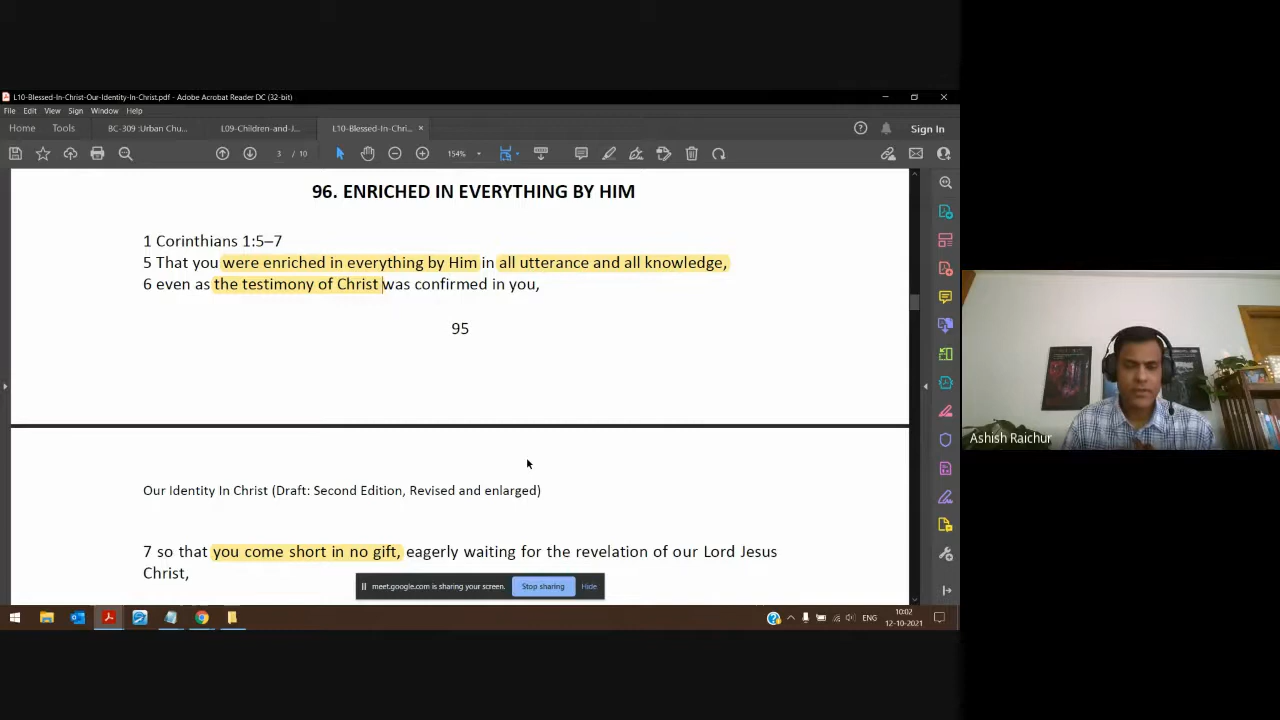 L10-Blessed-In-Christ-Our-Identity-In-Christ.pdf - Adobe Acrobat Reader DC (32-bit)
File Edit View Sign Window Help
Home Tools BC-309 :Urban Chu... L09-Children-and-J... L10-Blessed-In-Chri... × Sign In
3 / 10 154%
96. ENRICHED IN EVERYTHING BY HIM
1 Corinthians 1:5–7
5 That you were enriched in everything by Him in all utterance and all knowledge,
6 even as the testimony of Christ was confirmed in you,
95
Our Identity In Christ (Draft: Second Edition, Revised and enlarged)
7 so that you come short in no gift, eagerly waiting for the revelation of our Lord Jesus
Christ,
meet.google.com is sharing your screen. Stop sharing Hide
Ashish Raichur
ENG 10:02
12-10-2021